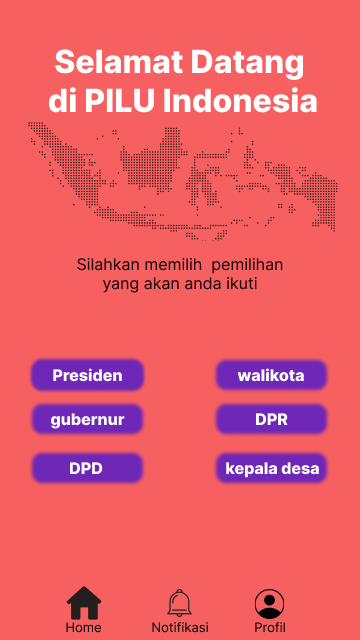 Selamat Datang
di PILU Indonesia
Silahkan memilih pemilihan
yang akan anda ikuti
Presiden
walikota
gubernur
DPR
DPD
kepala desa
Home
Notifikasi
Profil